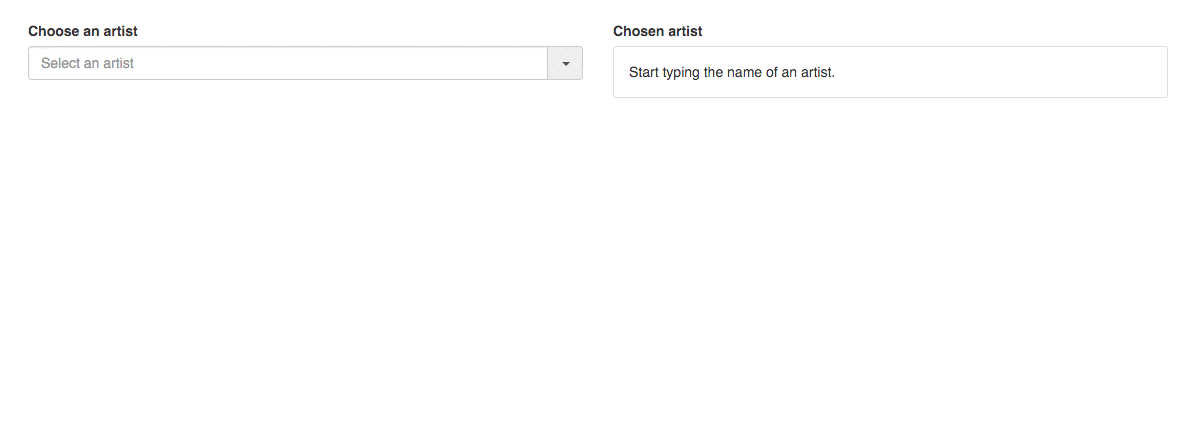 Choose an artist
Select an artist
Chosen artist
Start typing the name of an artist.